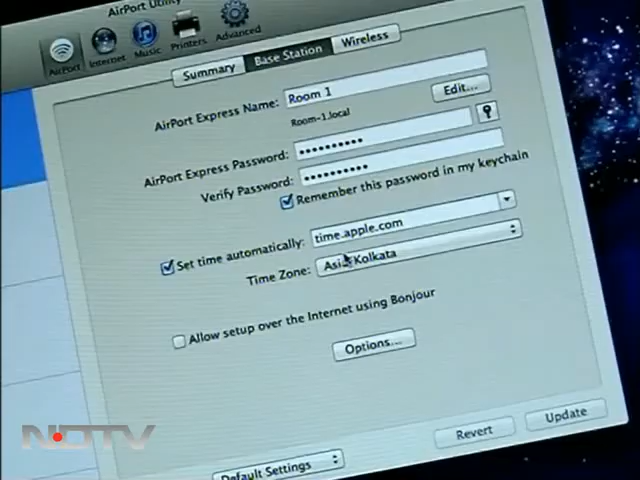 AirPort Utility
AirPort Internet Music Printers Advanced
Summary Base Station Wireless
AirPort Express Name: Room 1
Room-1.local Edit...
AirPort Express Password: ••••••••••
Verify Password: ••••••••••
Remember this password in my keychain
Set time automatically: time.apple.com
Time Zone: Asia/Kolkata
Allow setup over the Internet using Bonjour
Options...
Revert Update
Default Settings
NDTV